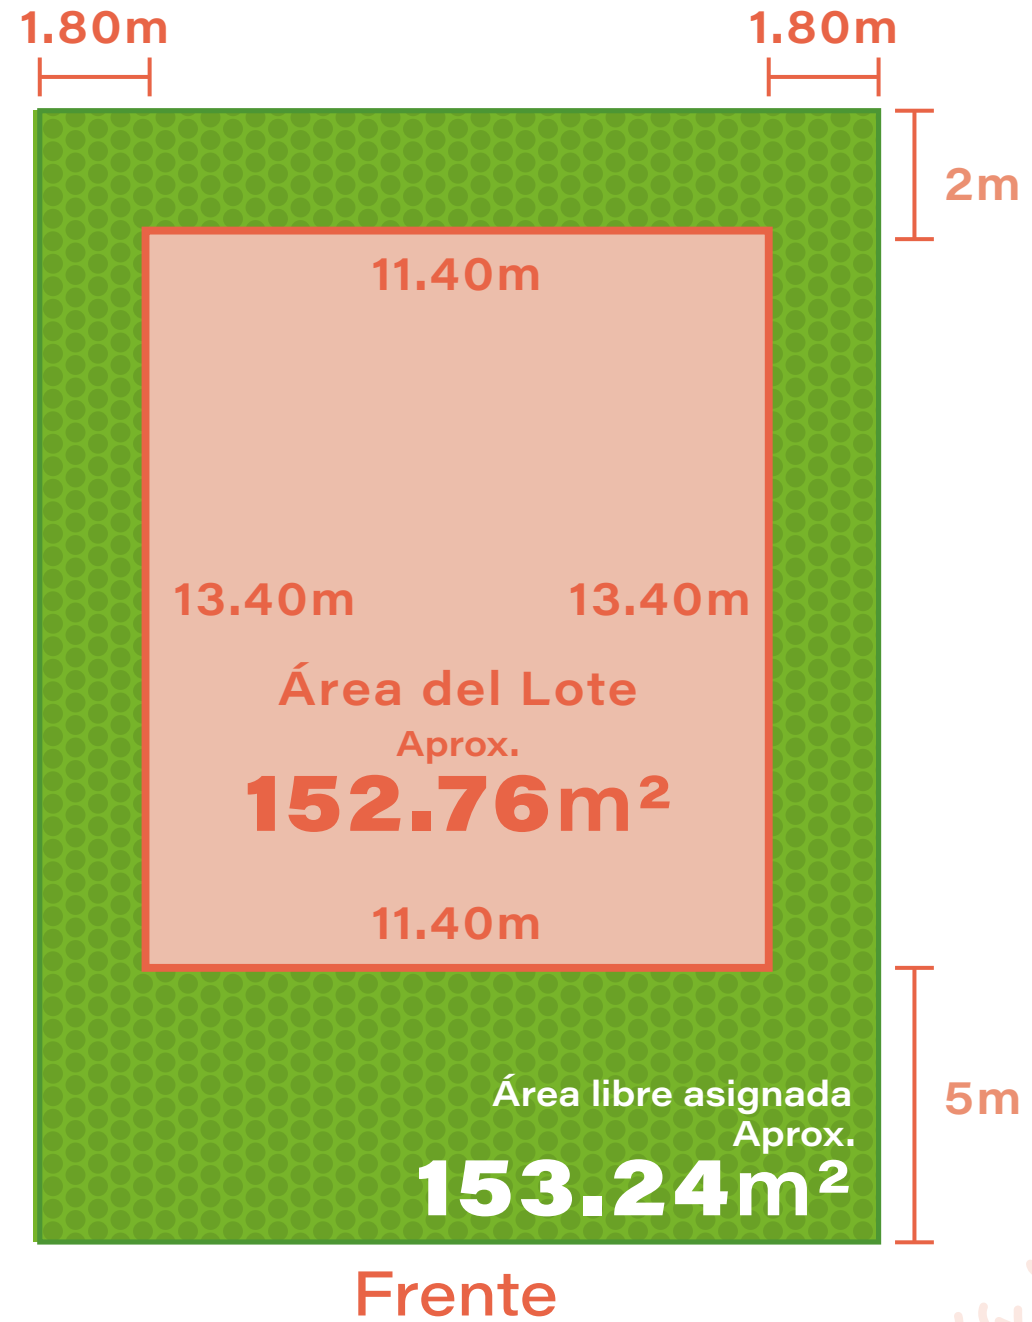 1.80m 1.80m
2m
11.40m
13.40m 13.40m
Área del Lote
Aprox.
152.76m²
11.40m
Área libre asignada
Aprox.
153.24m²
5m
Frente